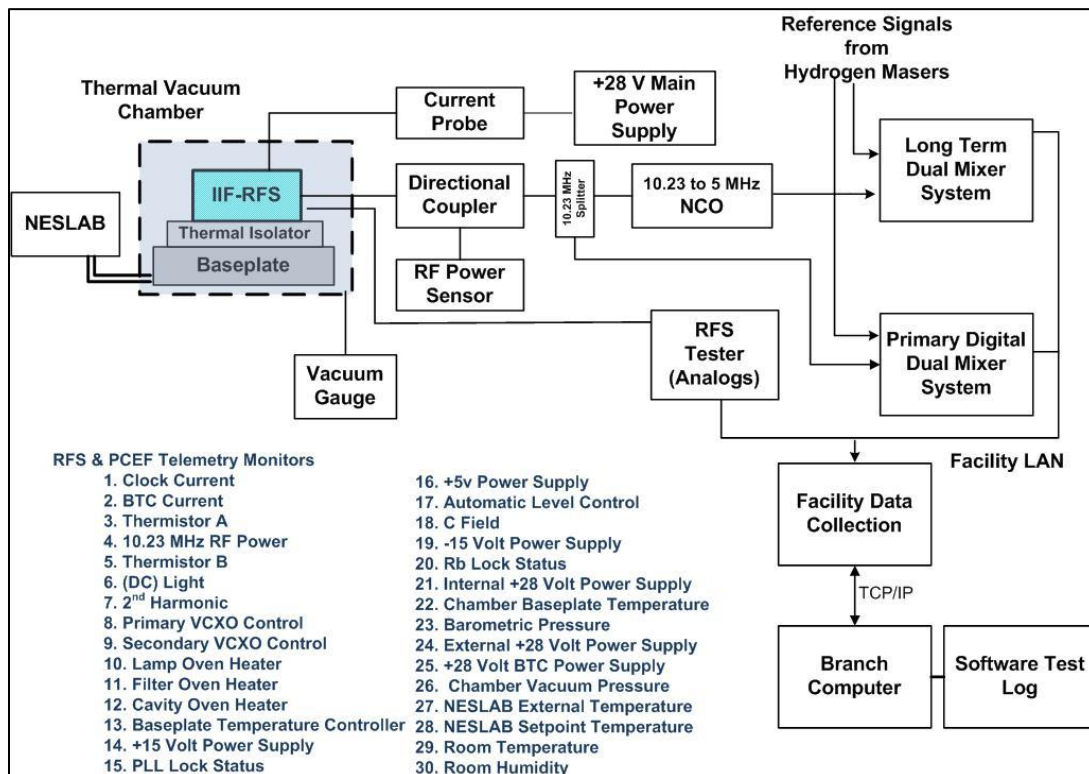 Reference Signals
from
Hydrogen Masers
Thermal Vacuum
Chamber
Current
Probe
+28 V Main
Power
Supply
Long Term
Dual Mixer
System
IIF-RFS
Thermal Isolator
Baseplate
NESLAB
Directional
Coupler
10.23 MHz
Splitter
10.23 to 5 MHz
NCO
RF Power
Sensor
Vacuum
Gauge
RFS
Tester
(Analogs)
Primary Digital
Dual Mixer
System
Facility LAN
Facility Data
Collection
TCP/IP
Branch
Computer
Software Test
Log
RFS & PCEF Telemetry Monitors
1. Clock Current
2. BTC Current
3. Thermistor A
4. 10.23 MHz RF Power
5. Thermistor B
6. (DC) Light
7. 2nd Harmonic
8. Primary VCXO Control
9. Secondary VCXO Control
10. Lamp Oven Heater
11. Filter Oven Heater
12. Cavity Oven Heater
13. Baseplate Temperature Controller
14. +15 Volt Power Supply
15. PLL Lock Status
16. +5v Power Supply
17. Automatic Level Control
18. C Field
19. -15 Volt Power Supply
20. Rb Lock Status
21. Internal +28 Volt Power Supply
22. Chamber Baseplate Temperature
23. Barometric Pressure
24. External +28 Volt Power Supply
25. +28 Volt BTC Power Supply
26. Chamber Vacuum Pressure
27. NESLAB External Temperature
28. NESLAB Setpoint Temperature
29. Room Temperature
30. Room Humidity